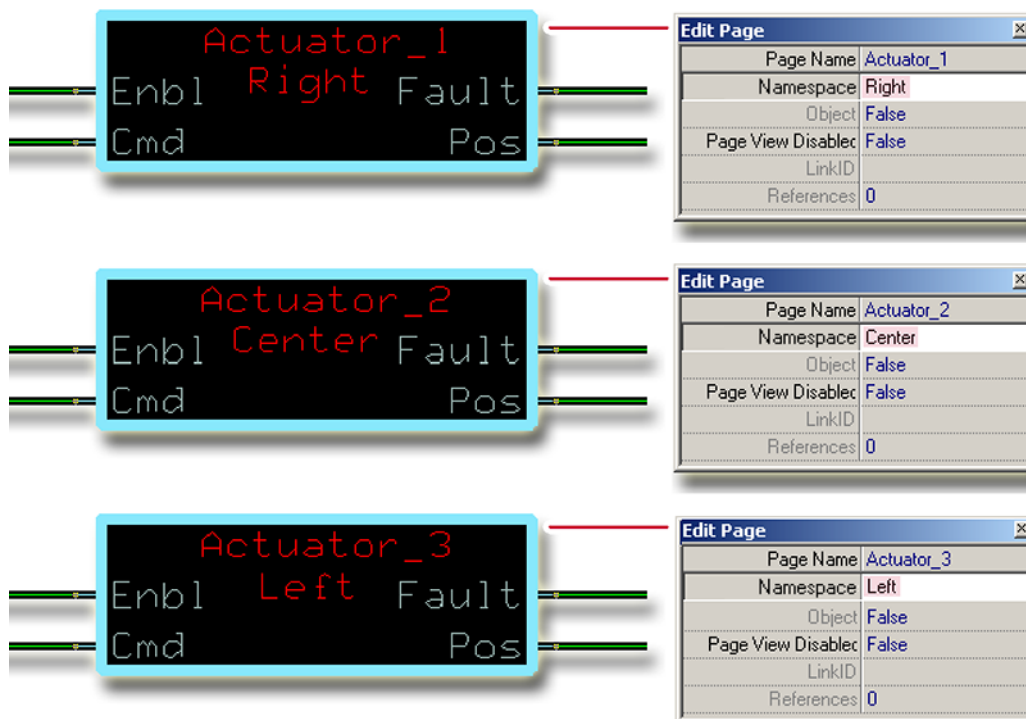 Actuator_1
Right
Enbl Fault
Cmd Pos
Edit Page
Page Name Actuator_1
Namespace Right
Object False
Page View Disablec False
LinkID
References 0
Actuator_2
Center
Enbl Fault
Cmd Pos
Edit Page
Page Name Actuator_2
Namespace Center
Object False
Page View Disablec False
LinkID
References 0
Actuator_3
Left
Enbl Fault
Cmd Pos
Edit Page
Page Name Actuator_3
Namespace Left
Object False
Page View Disablec False
LinkID
References 0